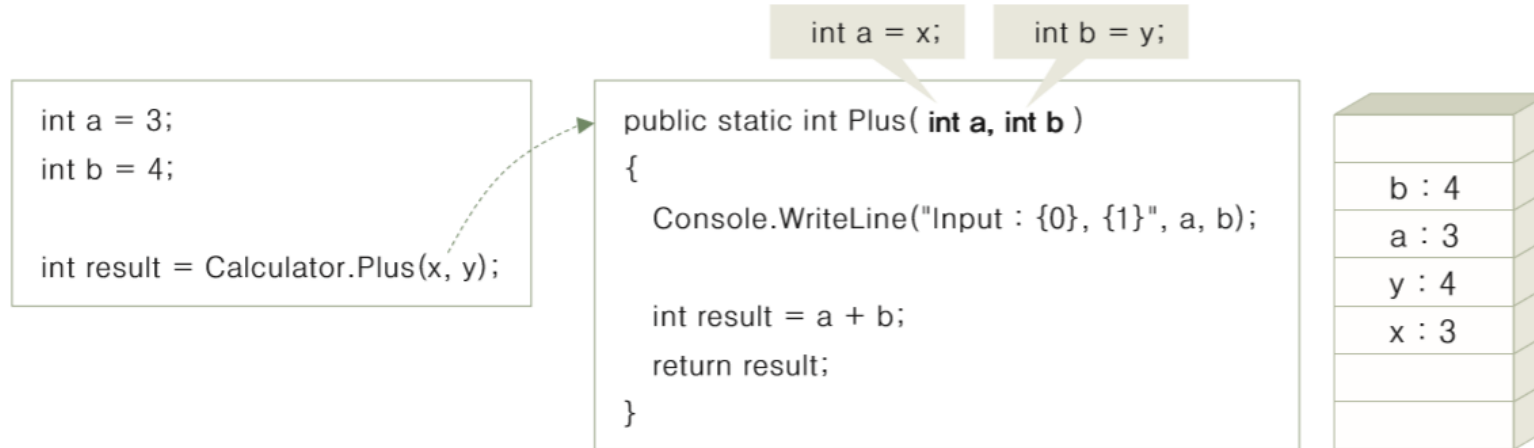 int a = x;
int b = y;
int a = 3;
int b = 4;
int result = Calculator.Plus(x, y);
public static int Plus( int a, int b )
{
Console.WriteLine("Input : {0}, {1}", a, b);
int result = a + b;
return result;
}
b : 4
a : 3
y : 4
x : 3